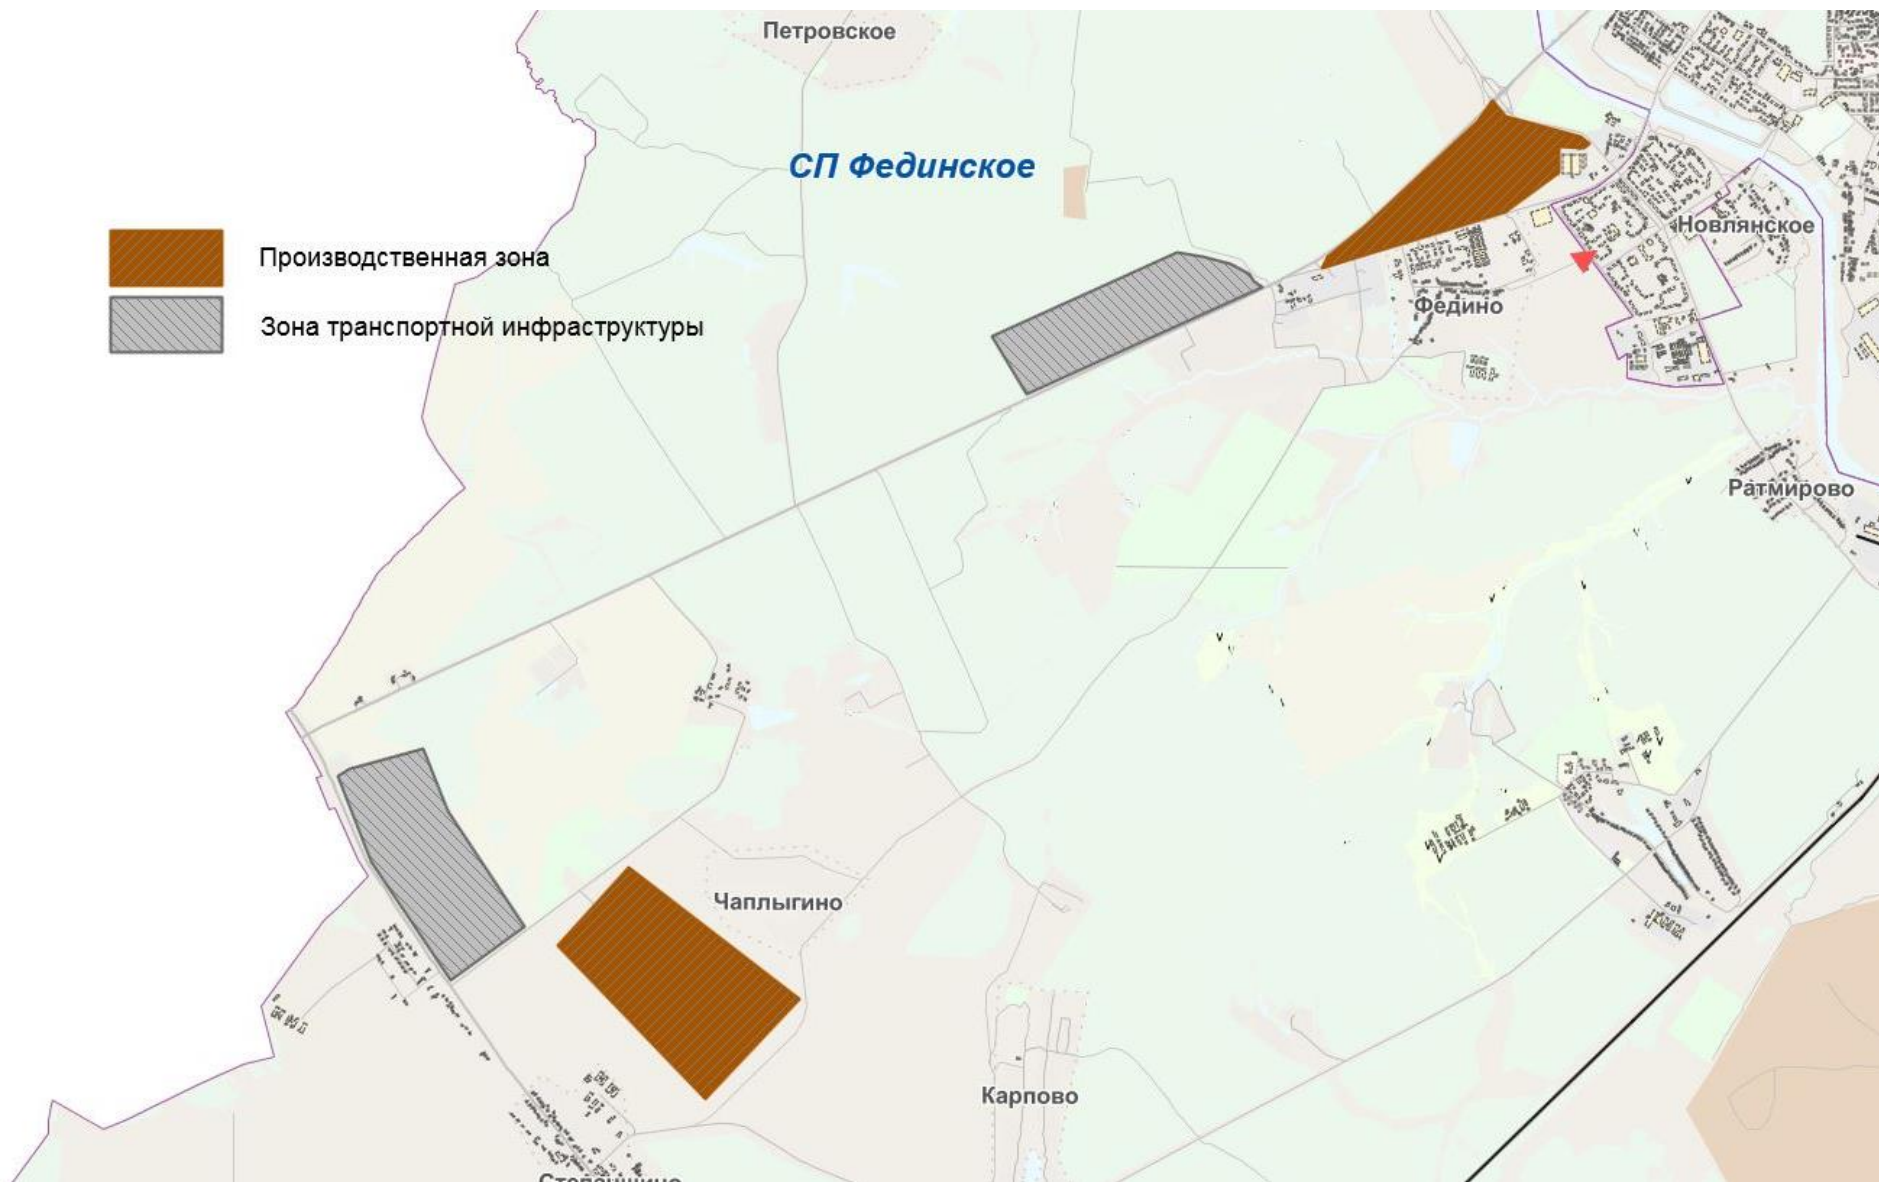 Петровское
СП Фединское
Новлянское
Производственная зона
Федино
Зона транспортной инфраструктуры
Ратмирово
Чаплыгино
Карпово